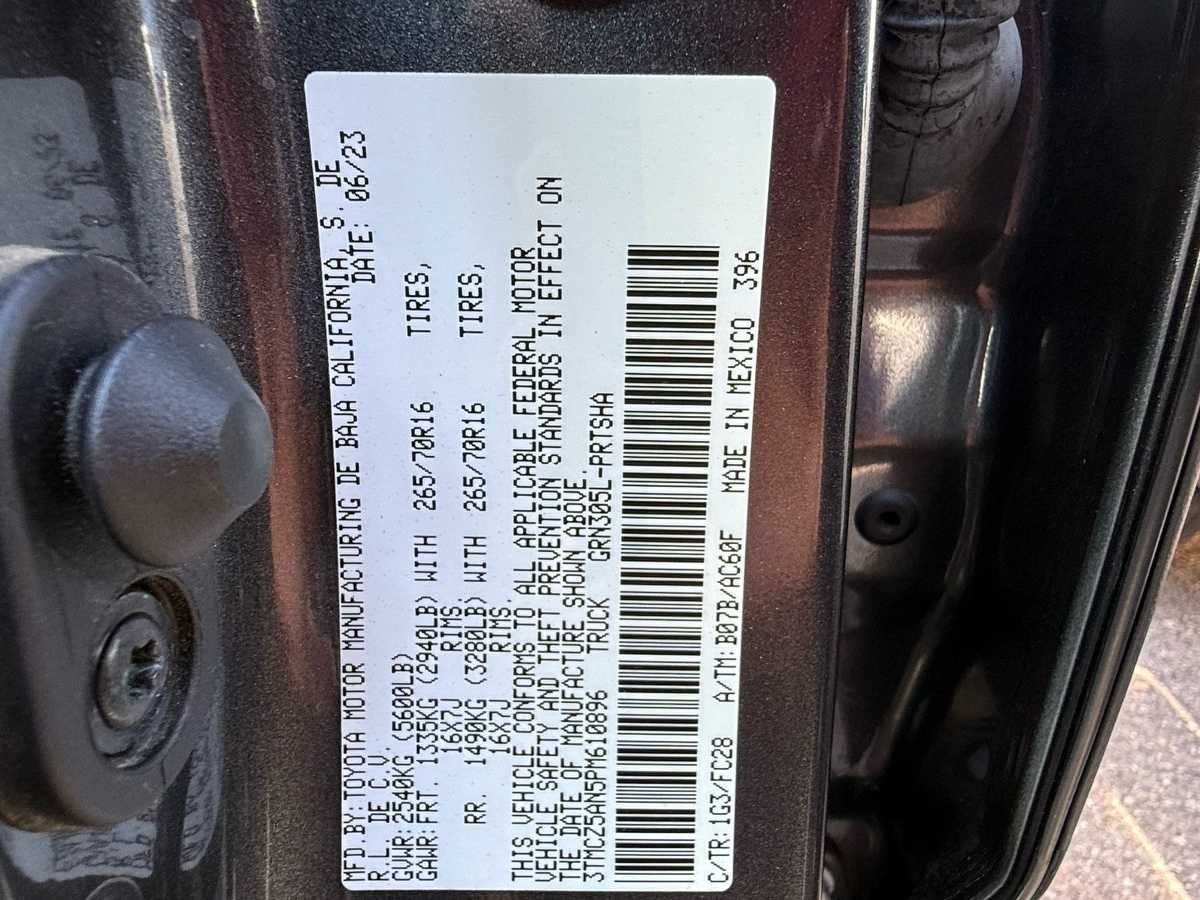 MFD.BY:TOYOTA MOTOR MANUFACTURING DE BAJA CALIFORNIA, S. DE
R.L. DE C.V. DATE: 06/23
GVWR:2540KG (5600LB)
GAWR:FRT. 1335KG (2940LB) WITH 265/70R16 TIRES,
16X7J RIMS,
RR. 1490KG (3280LB) WITH 265/70R16 TIRES,
16X7J RIMS.
THIS VEHICLE CONFORMS TO ALL APPLICABLE FEDERAL MOTOR
VEHICLE SAFETY AND THEFT PREVENTION STANDARDS IN EFFECT ON
THE DATE OF MANUFACTURE SHOWN ABOVE.
3TMCZ5AN5PM610896 TRUCK GRN305L-PRTSHA
C/TR:1G3/FC28 A/TM:B07B/AC60F MADE IN MEXICO 396